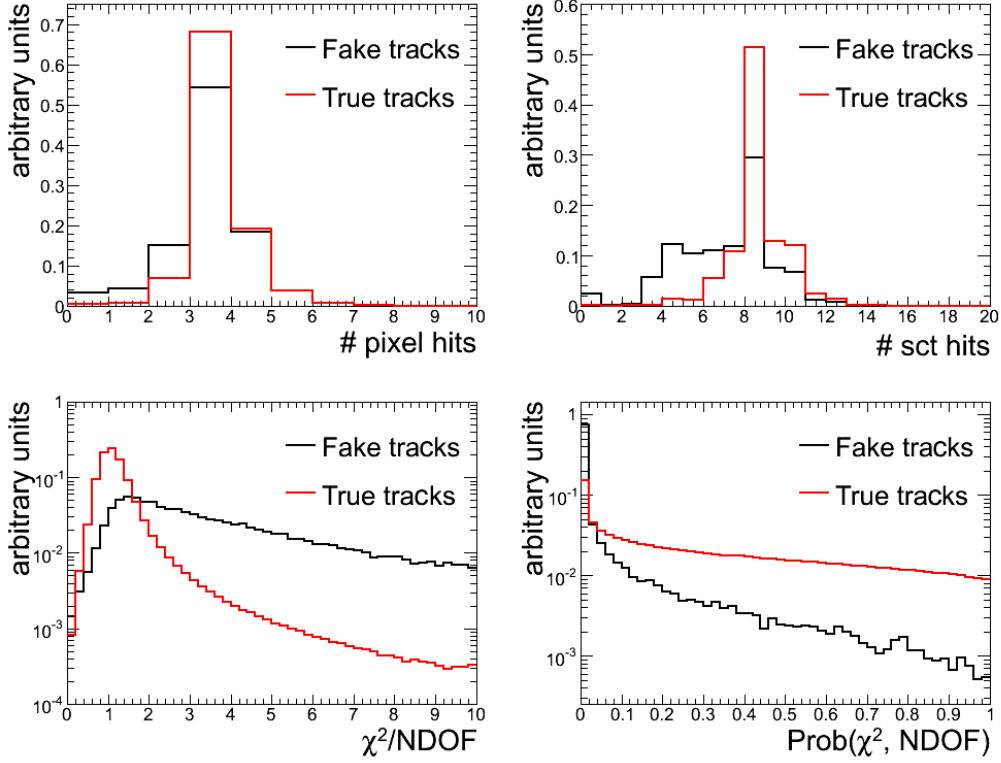 arbitrary units
0.7
0.6
0.5
0.4
0.3
0.2
0.1
0
Fake tracks
True tracks
0 1 2 3 4 5 6 7 8 9 10
# pixel hits
arbitrary units
0.6
0.5
0.4
0.3
0.2
0.1
0
Fake tracks
True tracks
0 2 4 6 8 10 12 14 16 18 20
# sct hits
arbitrary units
1
10⁻¹
10⁻²
10⁻³
10⁻⁴
Fake tracks
True tracks
0 1 2 3 4 5 6 7 8 9 10
χ²/NDOF
arbitrary units
1
10⁻¹
10⁻²
10⁻³
Fake tracks
True tracks
0 0.1 0.2 0.3 0.4 0.5 0.6 0.7 0.8 0.9 1
Prob(χ², NDOF)